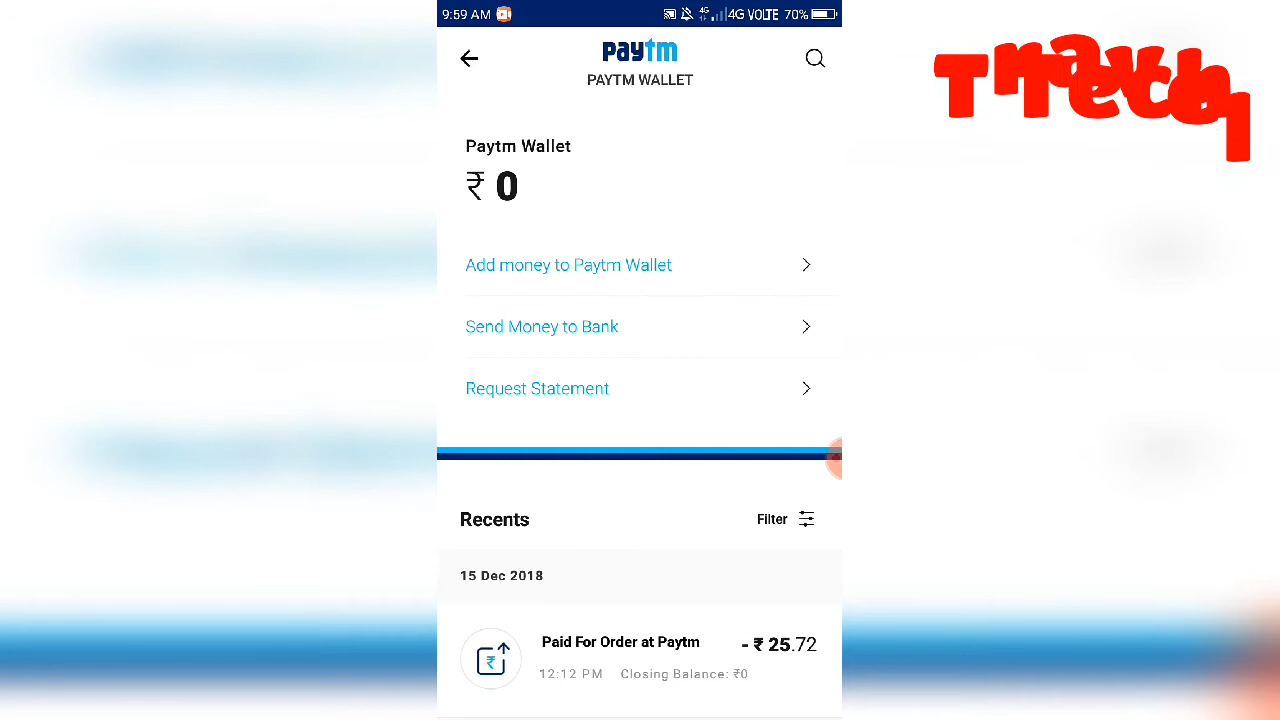 9:59 AM 4G 4G VOLTE 70%
paytm
PAYTM WALLET
Paytm Wallet
₹ 0
Add money to Paytm Wallet
Send Money to Bank
Request Statement
Recents
Filter
15 Dec 2018
Paid For Order at Paytm - ₹ 25.72
12:12 PM Closing Balance: ₹0